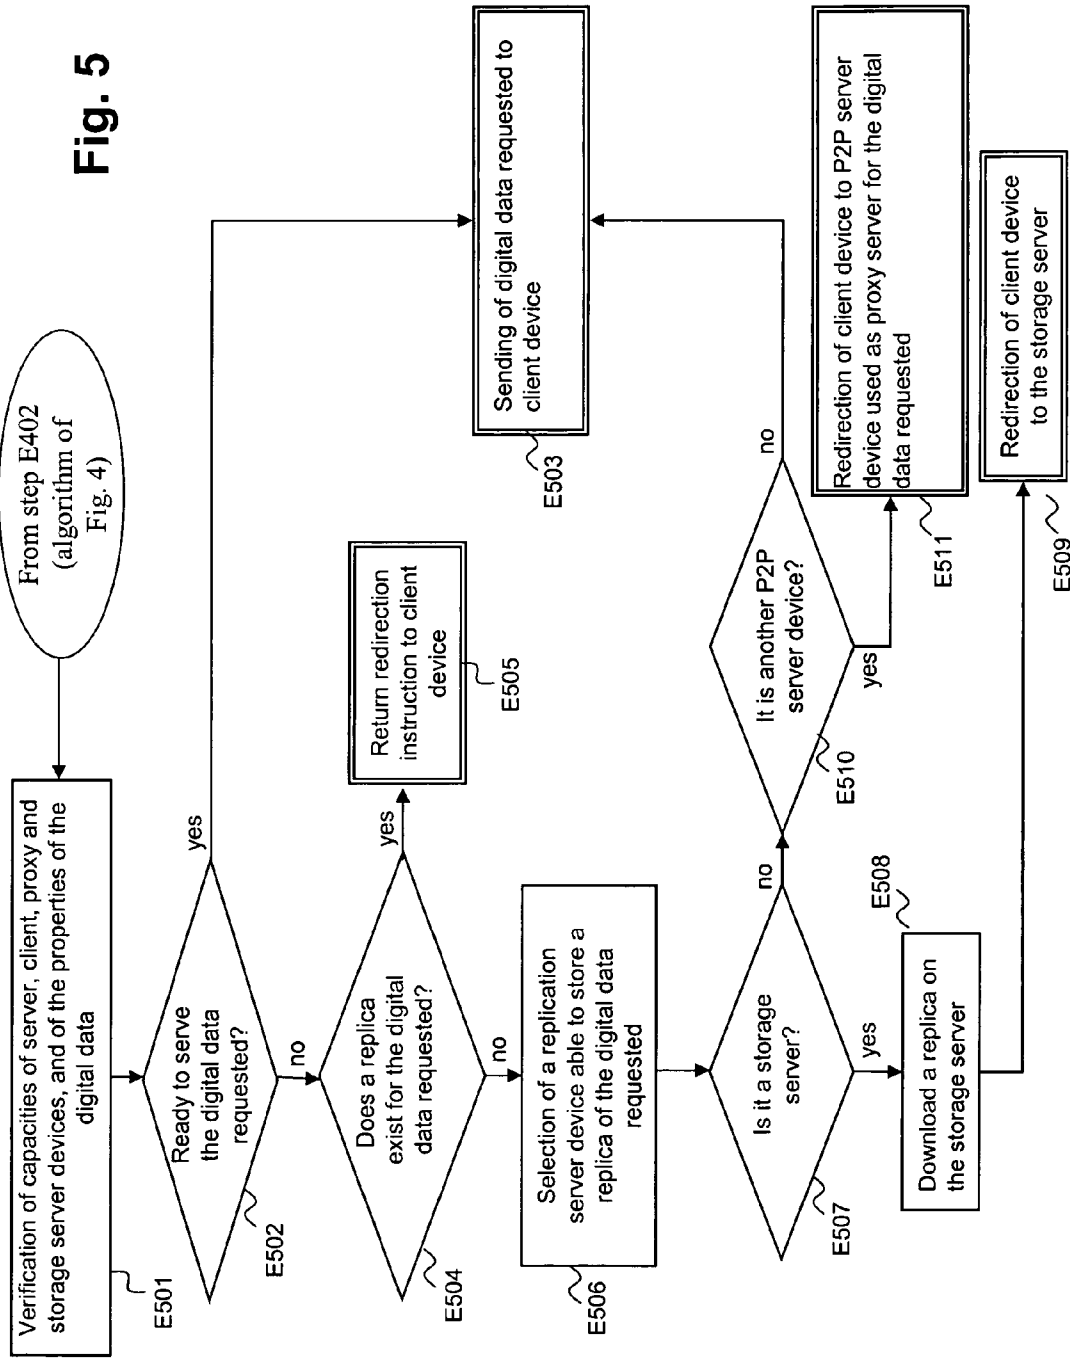 Fig. 5
From step E402
(algorithm of
Fig. 4)
Verification of capacities of server, client, proxy and
storage server devices, and of the properties of the
digital data
E501
Ready to serve
the digital data
requested?
yes
no
E502
Sending of digital data requested to
client device
E503
Does a replica
exist for the digital
data requested?
yes
no
E504
Return redirection
instruction to client
device
E505
Selection of a replication
server device able to store a
replica of the digital data
requested
E506
Is it a storage
server?
no
yes
E507
It is another P2P
server device?
no
yes
E510
Redirection of client device to P2P server
device used as proxy server for the digital
data requested
E511
E508
Download a replica on
the storage server
Redirection of client device
to the storage server
E509